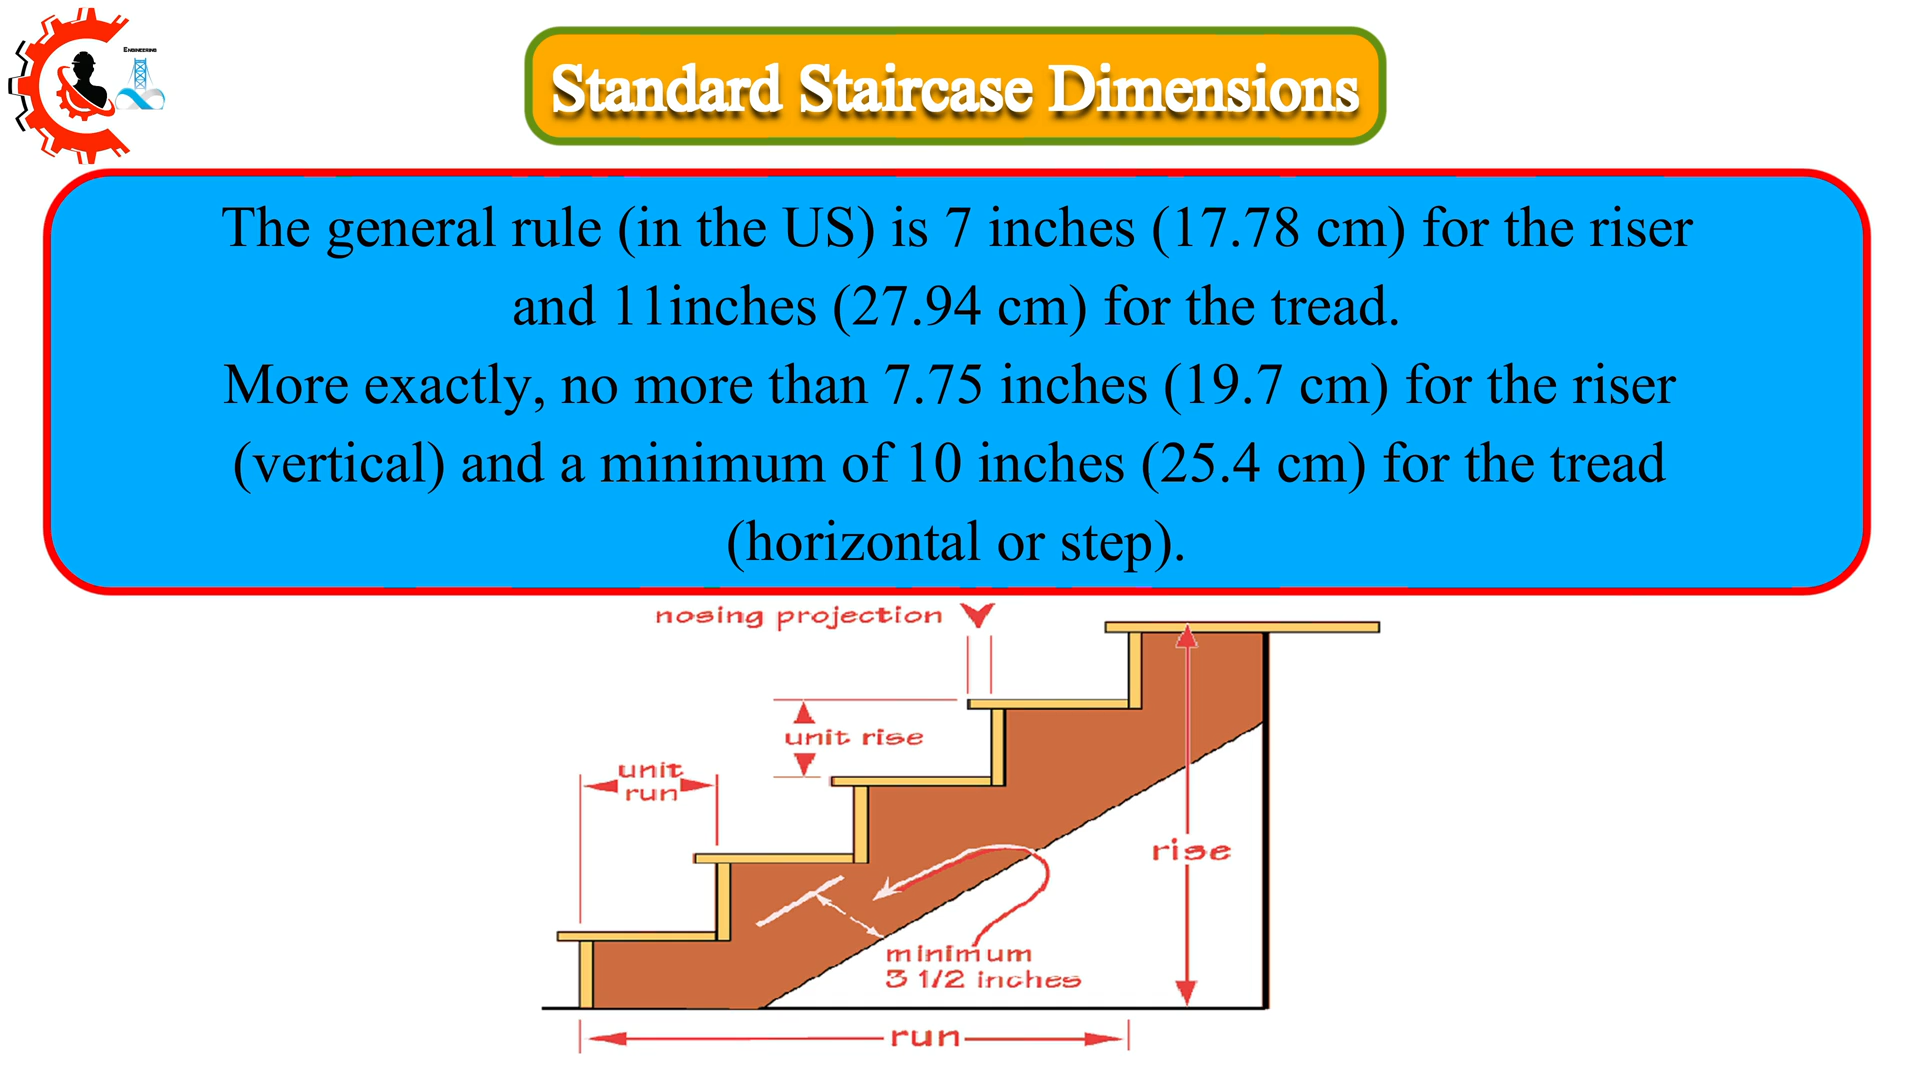 ENGINEERING
Standard Staircase Dimensions
The general rule (in the US) is 7 inches (17.78 cm) for the riser
and 11inches (27.94 cm) for the tread.
More exactly, no more than 7.75 inches (19.7 cm) for the riser
(vertical) and a minimum of 10 inches (25.4 cm) for the tread
(horizontal or step).
nosing projection
unit rise
unit
run
rise
minimum
3 1/2 inches
run